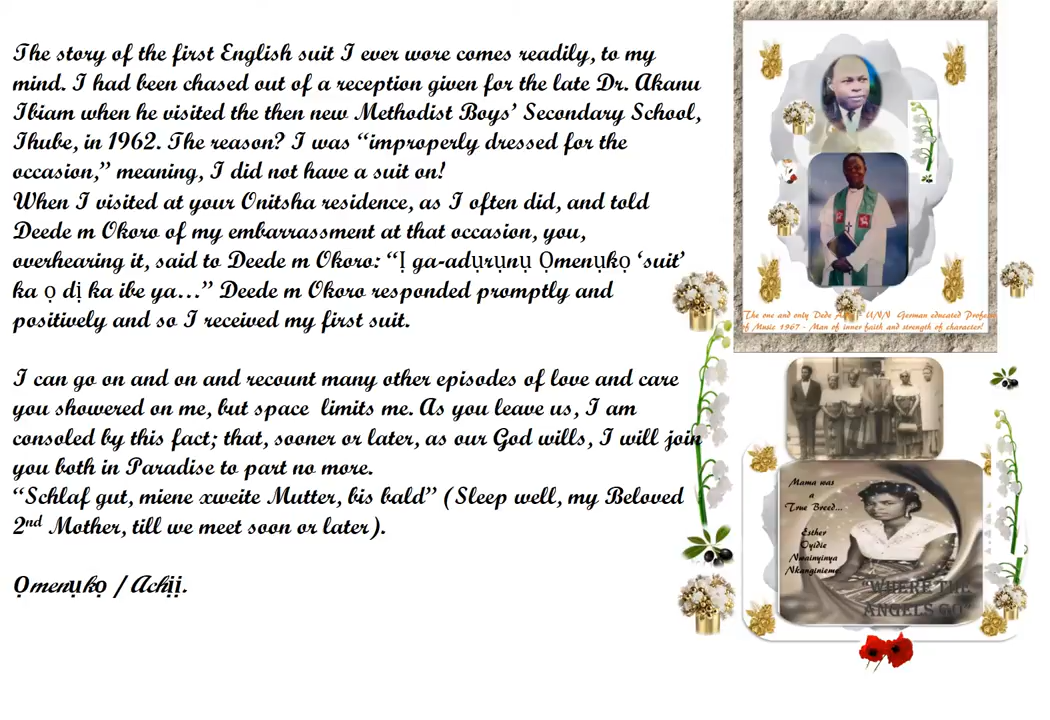 The story of the first English suit I ever wore comes readily, to my
mind. I had been chased out of a reception given for the late Dr. Akanu
Ibiam when he visited the then new Methodist Boys’ Secondary School,
Ihube, in 1962. The reason? I was “improperly dressed for the
occasion,” meaning, I did not have a suit on!
When I visited at your Onitsha residence, as I often did, and told
Deede m Okoro of my embarrassment at that occasion, you,
overhearing it, said to Deede m Okoro: “Ị ga-adụrụnụ Ọmenụkọ ‘suit’
ka ọ dị ka ibe ya...” Deede m Okoro responded promptly and
positively and so I received my first suit.
I can go on and on and recount many other episodes of love and care
you showered on me, but space limits me. As you leave us, I am
consoled by this fact; that, sooner or later, as our God wills, I will join
you both in Paradise to part no more.
“Schlaf gut, miene xweite Mutter, bis bald” (Sleep well, my Beloved
2nd Mother, till we meet soon or later).
Ọmenụkọ / Achịị.
The one and only Dede UNN German educated
of Music 1967 - Man of inner faith and strength of character!
Mama was
a
True Breed...
Esther
Oyidie
Nwainyinya
Nkanginieme
“WHERE THE
ANGELS GO”